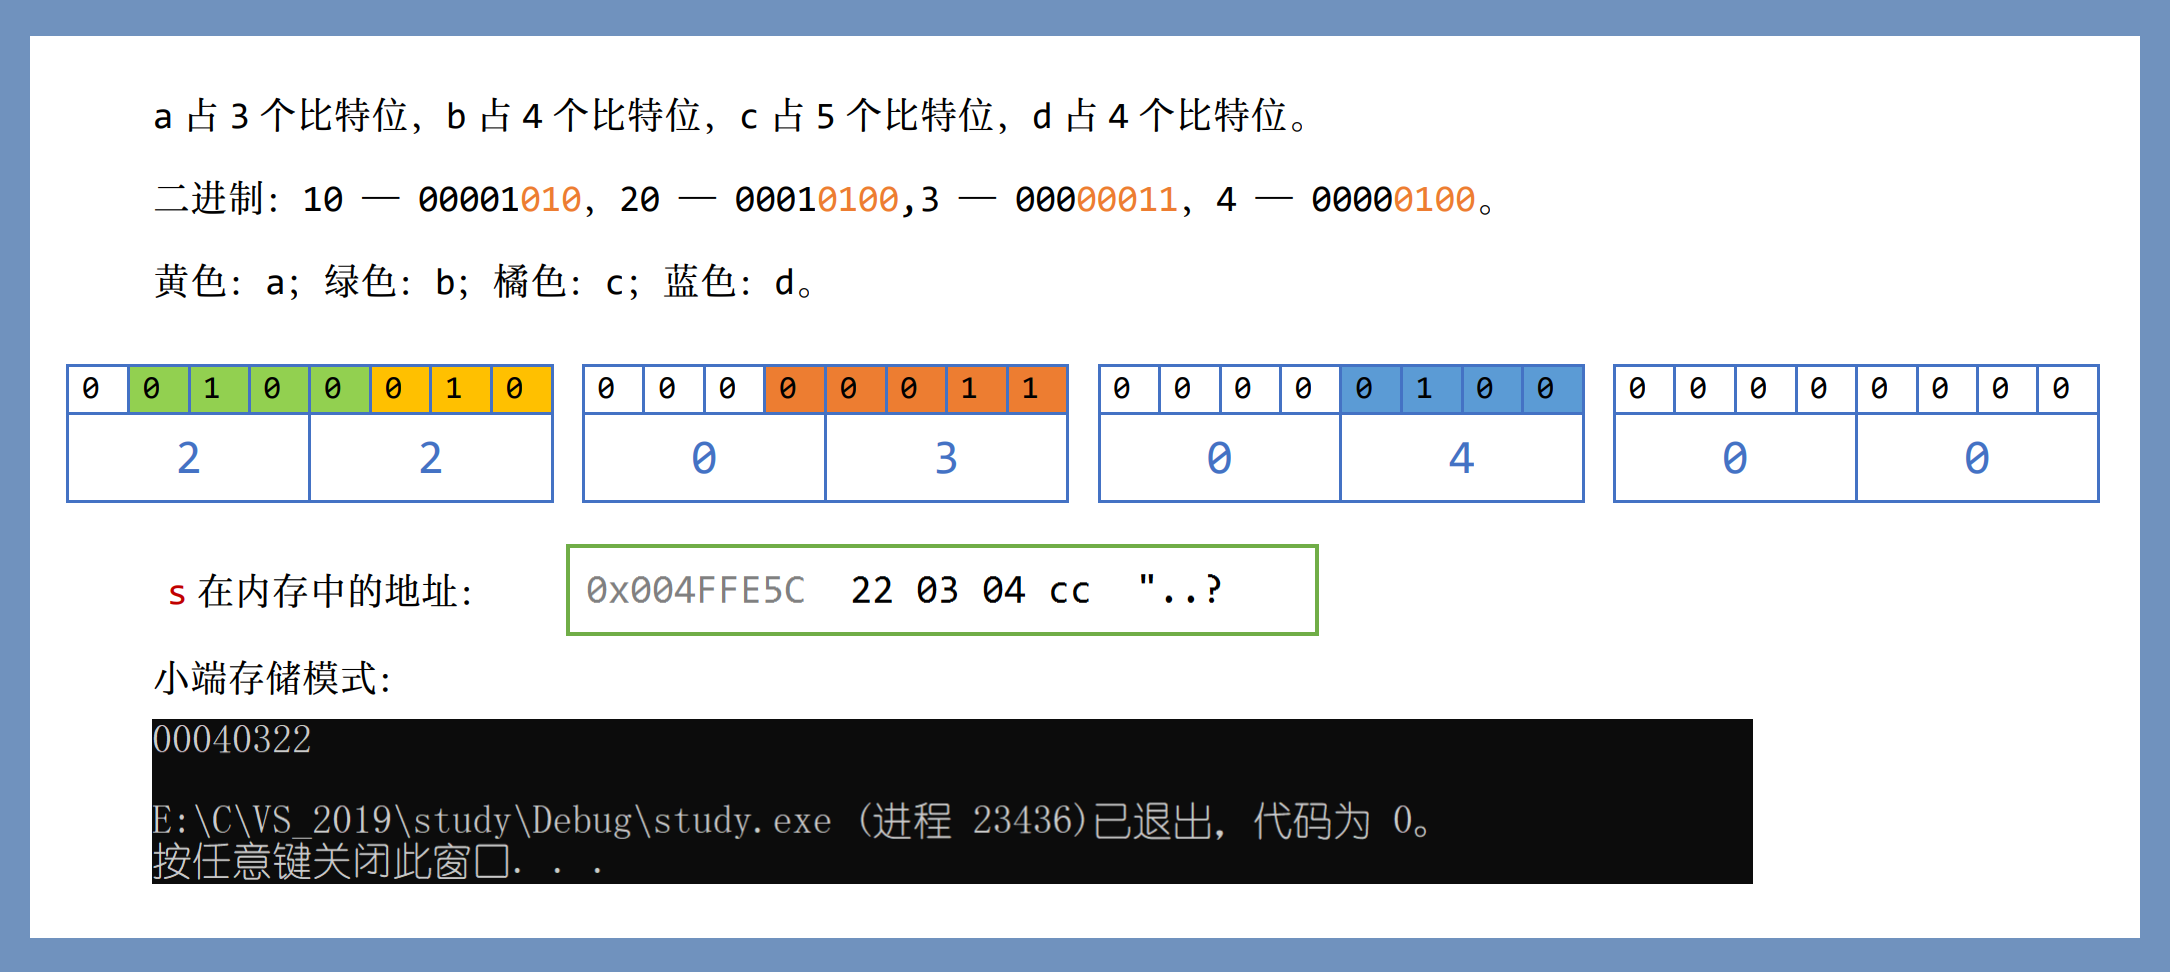 a 占 3 个比特位，b 占 4 个比特位，c 占 5 个比特位，d 占 4 个比特位。
二进制：10 — 00001010，20 — 00010100,3 — 00000011，4 — 00000100。
黄色：a；绿色：b；橘色：c；蓝色：d。
0 0 1 0 0 0 1 0 0 0 0 0 0 0 1 1 0 0 0 0 0 1 0 0 0 0 0 0 0 0 0 0
2 2 0 3 0 4 0 0
s 在内存中的地址： 0x004FFE5C 22 03 04 cc "..?
小端存储模式：
00040322
E:\C\VS_2019\study\Debug\study.exe (进程 23436)已退出，代码为 0。
按任意键关闭此窗口. . .